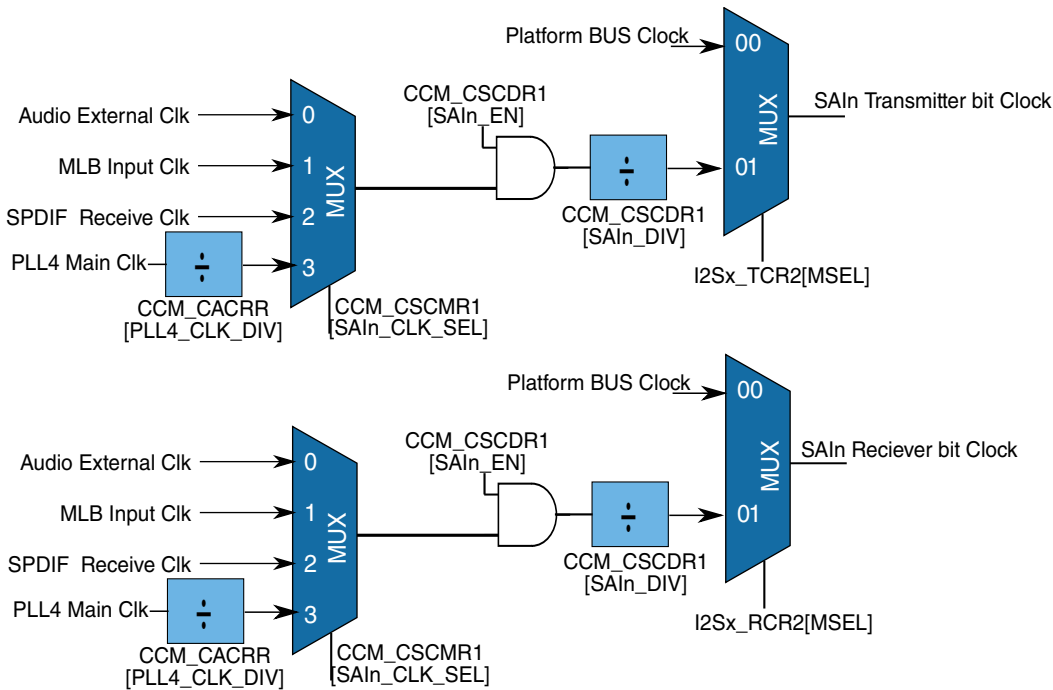 Platform BUS Clock
00
CCM_CSCDR1
[SAIn_EN]
SAIn Transmitter bit Clock
Audio External Clk
0
MUX
MLB Input Clk
1
MUX
÷
01
SPDIF  Receive Clk
2
CCM_CSCDR1
[SAIn_DIV]
PLL4 Main Clk
÷
3
I2Sx_TCR2[MSEL]
CCM_CACRR
[PLL4_CLK_DIV]
CCM_CSCMR1
[SAIn_CLK_SEL]
Platform BUS Clock
00
CCM_CSCDR1
[SAIn_EN]
SAIn Reciever bit Clock
Audio External Clk
0
MUX
MLB Input Clk
1
MUX
÷
01
SPDIF  Receive Clk
2
CCM_CSCDR1
[SAIn_DIV]
PLL4 Main Clk
÷
3
I2Sx_RCR2[MSEL]
CCM_CACRR
[PLL4_CLK_DIV]
CCM_CSCMR1
[SAIn_CLK_SEL]